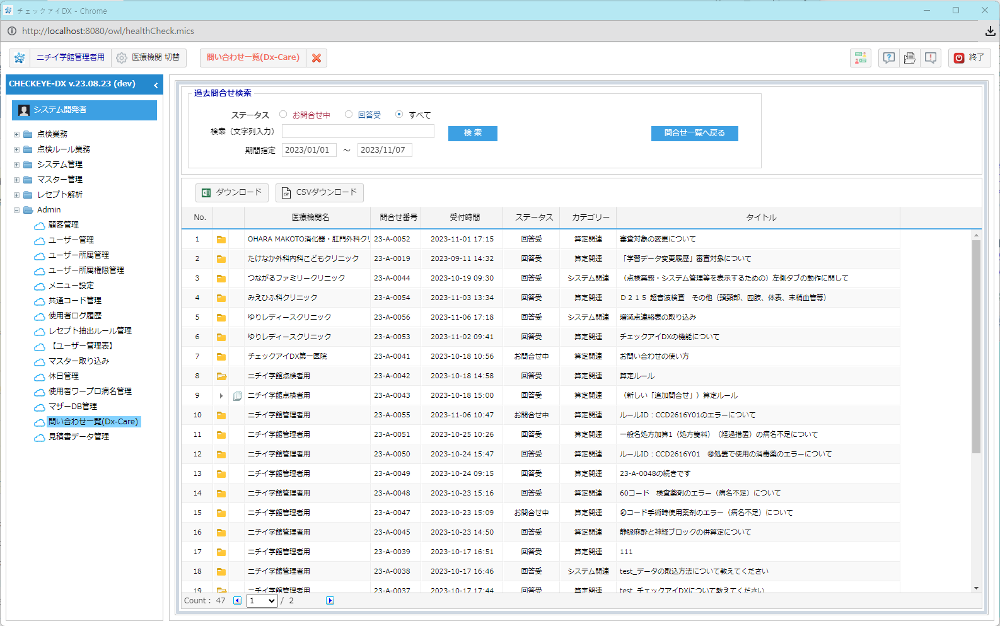 チェックアイDX - Chrome
http://localhost:8080/owl/healthCheck.mics
ニチイ学館管理者用
医療機関 切替
問い合わせ一覧(Dx-Care)
終了
CHECKEYE-DX v.23.08.23 (dev)
システム開発者
点検業務
点検ルール業務
システム管理
マスター管理
レセプト解析
Admin
顧客管理
ユーザー管理
ユーザー所属管理
ユーザー所属権限管理
メニュー設定
共通コード管理
使用者ログ履歴
レセプト抽出ルール管理
【ユーザー管理表】
マスター取り込み
休日管理
使用者ワープロ病名管理
マザーDB管理
問い合わせ一覧(Dx-Care)
見積書データ管理
過去問合せ検索
ステータス お問合せ中 回答受 すべて
検索（文字列入力） 検 索 問合せ一覧へ戻る
期間指定 2023/01/01 ～ 2023/11/07
ダウンロード CSVダウンロード
No. 医療機関名 問合せ番号 受付時間 ステータス カテゴリー タイトル
1 OHARA MAKOTO消化器・肛門外科クリ 23-A-0052 2023-11-01 17:15 回答受 算定関連 審査対象の変更について
2 たけなか外科内科こどもクリニック 23-A-0019 2023-09-11 14:32 回答受 算定関連 「学習データ変更履歴」審査対象について
3 つながるファミリークリニック 23-A-0044 2023-10-19 09:30 回答受 システム関連 （点検業務・システム管理等を表示するための）左側タブの動作に関して
4 みえひふ科クリニック 23-A-0054 2023-11-03 13:34 回答受 算定関連 Ｄ２１５ 超音波検査　その他（頭頸部、四肢、体表、末梢血管等）
5 ゆりレディースクリニック 23-A-0056 2023-11-06 17:18 回答受 システム関連 増減点連絡表の取り込み
6 ゆりレディースクリニック 23-A-0053 2023-11-02 09:41 回答受 算定関連 チェックアイDXの機能について
7 チェックアイDX第一医院 23-A-0041 2023-10-18 10:56 お問合せ中 算定関連 お問い合わせの使い方
8 ニチイ学館点検者用 23-A-0042 2023-10-18 14:58 回答受 算定関連 算定ルール
9 ニチイ学館点検者用 23-A-0043 2023-10-18 15:00 回答受 算定関連 （新しい「追加問合せ」）算定ルール
10 ニチイ学館管理者用 23-A-0055 2023-11-06 10:47 お問合せ中 算定関連 ルールID：CCD2616Y01のエラーについて
11 ニチイ学館管理者用 23-A-0051 2023-10-25 10:26 回答受 算定関連 一般名処方加算1（処方箋料）（経過措置）の病名不足について
12 ニチイ学館管理者用 23-A-0050 2023-10-24 15:47 回答受 算定関連 ルールID：CCD2616Y01　㊵処置で使用の消毒薬のエラーについて
13 ニチイ学館管理者用 23-A-0049 2023-10-24 09:15 回答受 算定関連 23-A-0048の続きです
14 ニチイ学館管理者用 23-A-0048 2023-10-23 15:16 回答受 算定関連 60コード　検査薬剤のエラー（病名不足）について
15 ニチイ学館管理者用 23-A-0047 2023-10-23 15:09 お問合せ中 算定関連 ㊿コード手術時使用薬剤のエラー（病名不足）について
16 ニチイ学館管理者用 23-A-0045 2023-10-23 14:50 回答受 算定関連 静脈麻酔と神経ブロックの併算定について
17 ニチイ学館管理者用 23-A-0039 2023-10-17 16:51 回答受 算定関連 111
18 ニチイ学館管理者用 23-A-0038 2023-10-17 16:46 回答受 システム関連 test_データの取込方法について教えてください
19 ニチイ学館管理者用 23-A-0037 2023-10-17 17:44 回答受 算定関連 test_チェックアイDXについて教えてください
Count : 47 1 / 2